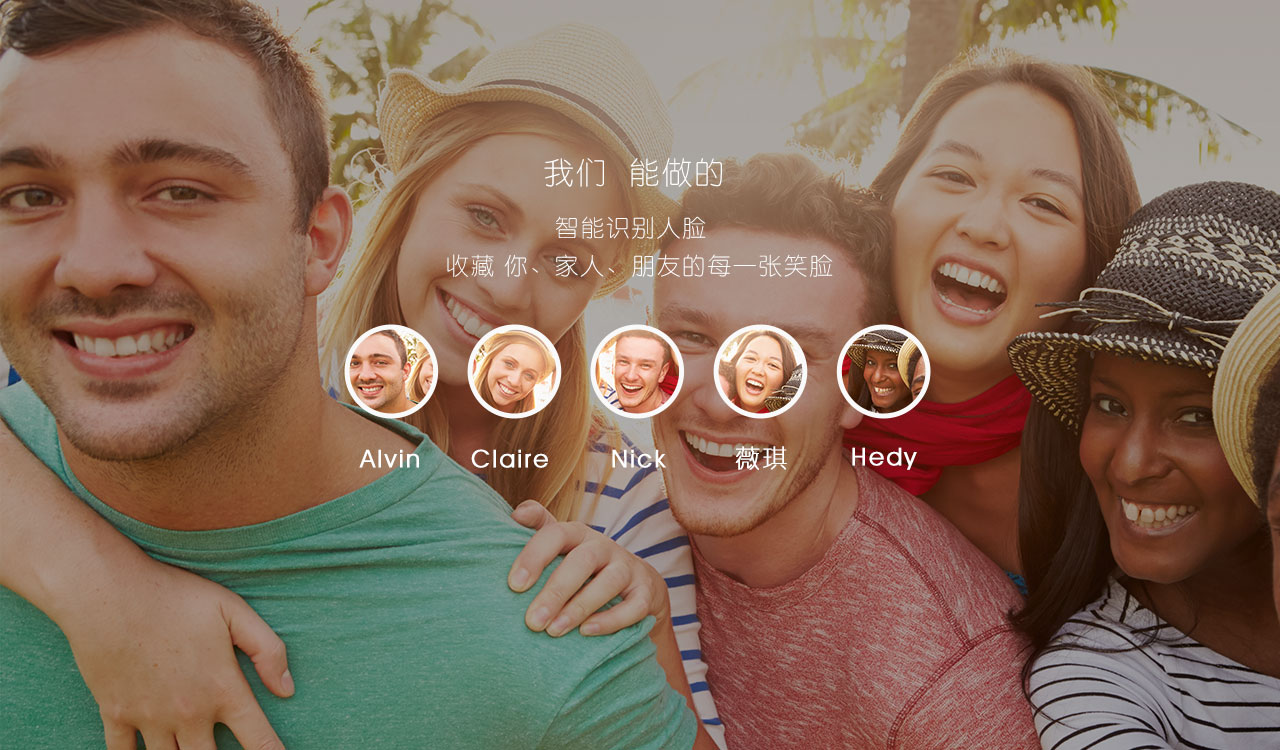 我们 能做的
智能识别人脸
收藏 你、家人、朋友的每一张笑脸
Alvin Claire Nick 薇琪 Hedy